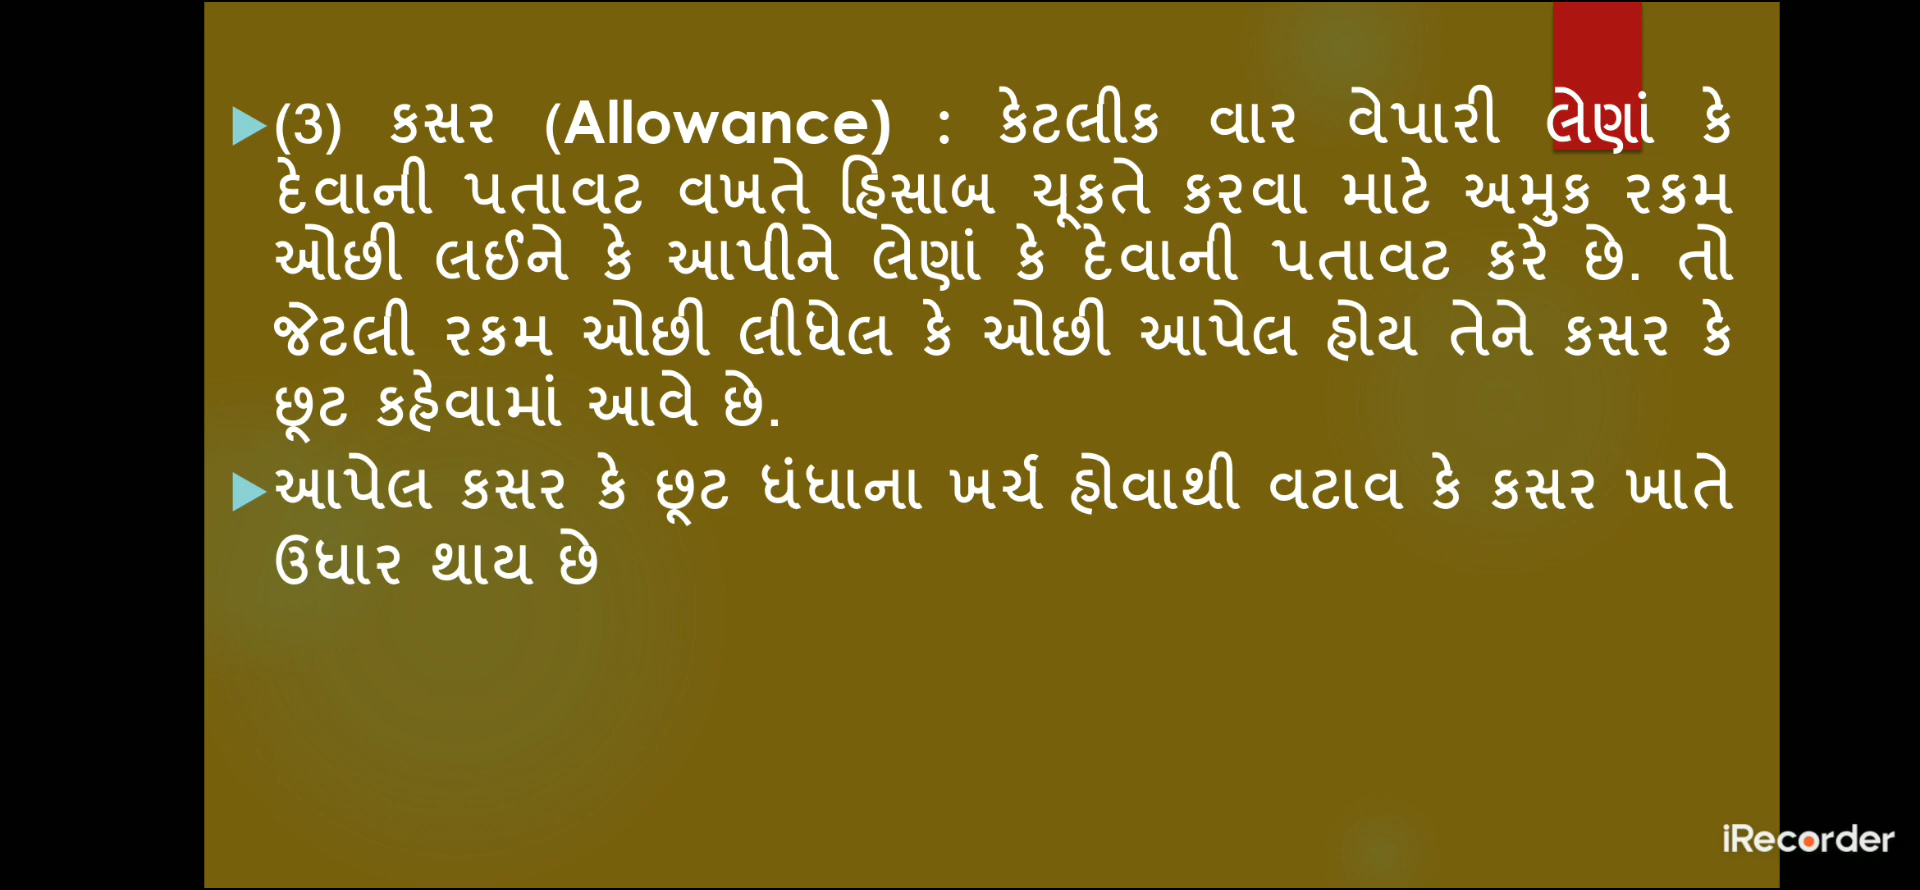 (3) કસર (Allowance) : કેટલીક વાર વેપારી લેણાં કે
દેવાની પતાવટ વખતે હિસાબ ચૂકતે કરવા માટે અમુક રકમ
ઓછી લઈને કે આપીને લેણાં કે દેવાની પતાવટ કરે છે. તો
જેટલી રકમ ઓછી લીધેલ કે ઓછી આપેલ હોય તેને કસર કે
છૂટ કહેવામાં આવે છે.
આપેલ કસર કે છૂટ ધંધાના ખર્ચ હોવાથી વટાવ કે કસર ખાતે
ઉધાર થાય છે
iRecorder